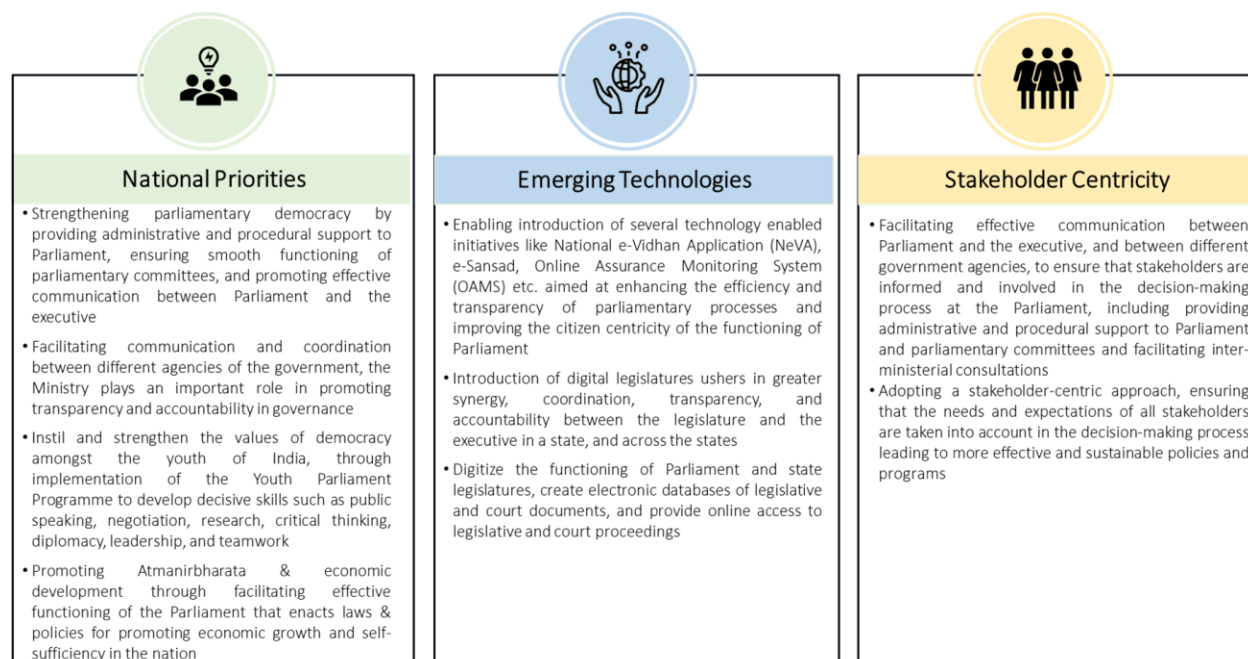 National Priorities
• Strengthening parliamentary democracy by
providing administrative and procedural support to
Parliament, ensuring smooth functioning of
parliamentary committees, and promoting effective
communication between Parliament and the
executive
• Facilitating communication and coordination
between different agencies of the government, the
Ministry plays an important role in promoting
transparency and accountability in governance
• Instil and strengthen the values of democracy
amongst the youth of India, through
implementation of the Youth Parliament
Programme to develop decisive skills such as public
speaking, negotiation, research, critical thinking,
diplomacy, leadership, and teamwork
• Promoting Atmanirbharata & economic
development through facilitating effective
functioning of the Parliament that enacts laws &
policies for promoting economic growth and self-
sufficiency in the nation
Emerging Technologies
• Enabling introduction of several technology enabled
initiatives like National e-Vidhan Application (NeVA),
e-Sansad, Online Assurance Monitoring System
(OAMS) etc. aimed at enhancing the efficiency and
transparency of parliamentary processes and
improving the citizen centricity of the functioning of
Parliament
• Introduction of digital legislatures ushers in greater
synergy, coordination, transparency, and
accountability between the legislature and the
executive in a state, and across the states
• Digitize the functioning of Parliament and state
legislatures, create electronic databases of legislative
and court documents, and provide online access to
legislative and court proceedings
Stakeholder Centricity
• Facilitating effective communication between
Parliament and the executive, and between different
government agencies, to ensure that stakeholders are
informed and involved in the decision-making
process at the Parliament, including providing
administrative and procedural support to Parliament
and parliamentary committees and facilitating inter-
ministerial consultations
• Adopting a stakeholder-centric approach, ensuring
that the needs and expectations of all stakeholders
are taken into account in the decision-making process
leading to more effective and sustainable policies and
programs